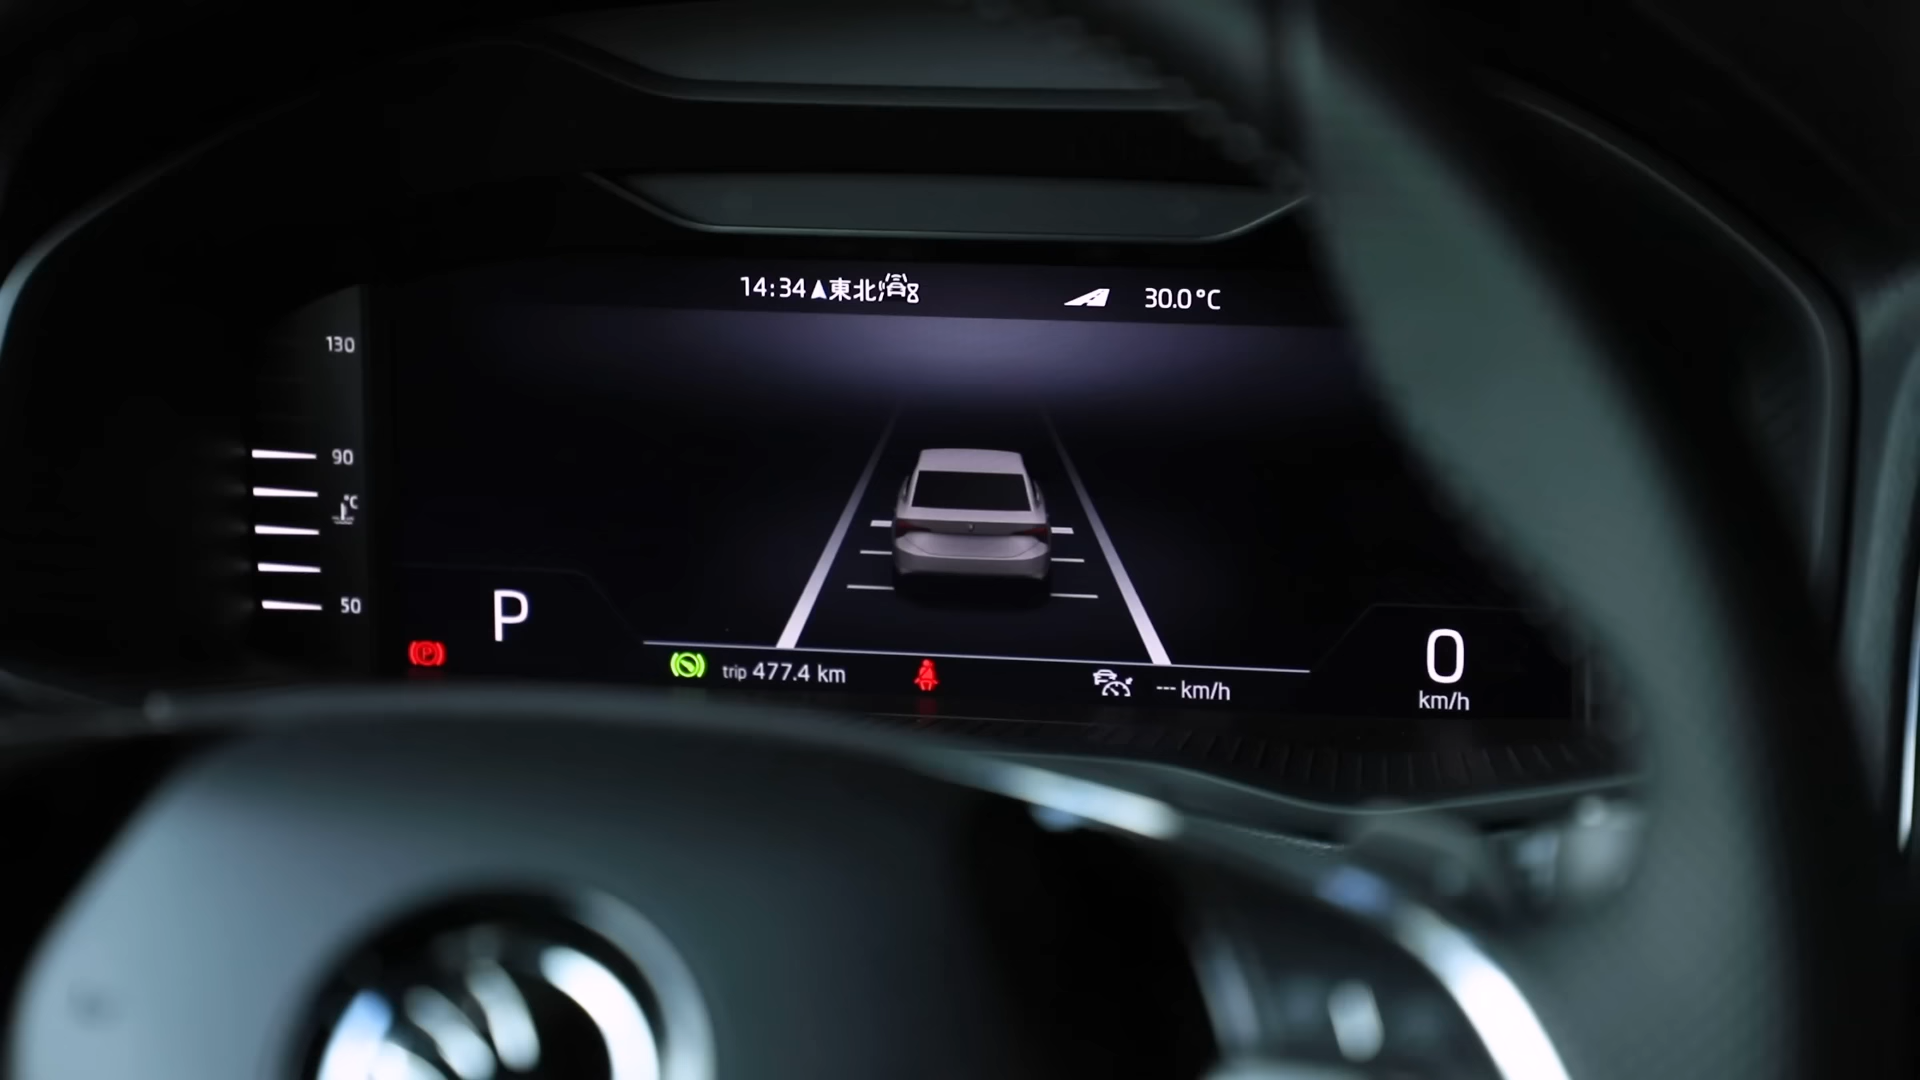 14:34 東北
30.0 °C
130
90
°C
50
P
P
trip 477.4 km
--- km/h
0
km/h